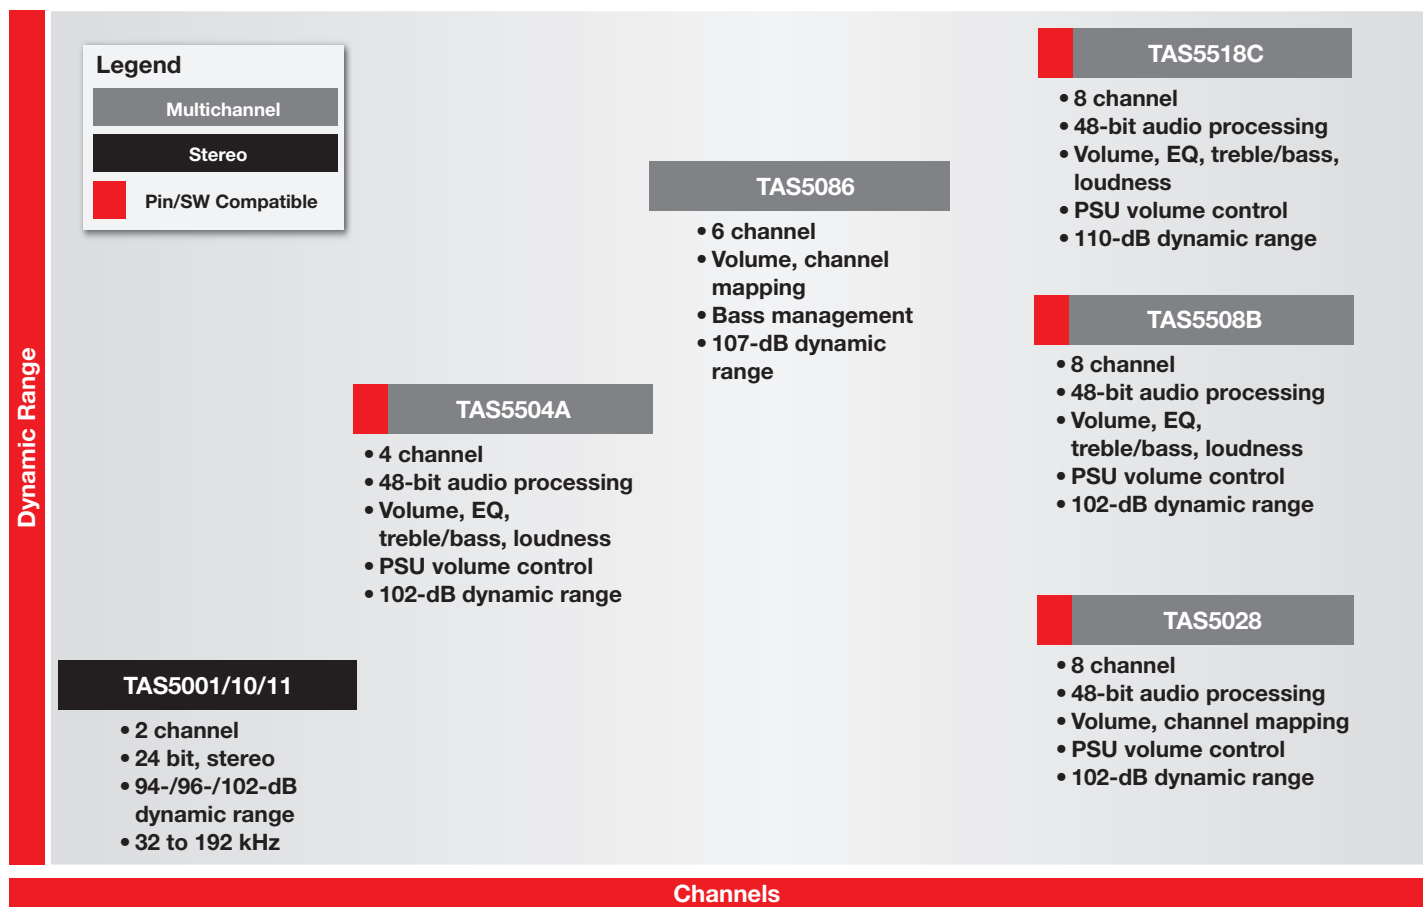 Legend
Multichannel
Stereo
Pin/SW Compatible
Dynamic Range
TAS5001/10/11
• 2 channel
• 24 bit, stereo
• 94-/96-/102-dB
dynamic range
• 32 to 192 kHz
TAS5504A
• 4 channel
• 48-bit audio processing
• Volume, EQ,
treble/bass, loudness
• PSU volume control
• 102-dB dynamic range
TAS5086
• 6 channel
• Volume, channel
mapping
• Bass management
• 107-dB dynamic
range
TAS5518C
• 8 channel
• 48-bit audio processing
• Volume, EQ, treble/bass,
loudness
• PSU volume control
• 110-dB dynamic range
TAS5508B
• 8 channel
• 48-bit audio processing
• Volume, EQ,
treble/bass, loudness
• PSU volume control
• 102-dB dynamic range
TAS5028
• 8 channel
• 48-bit audio processing
• Volume, channel mapping
• PSU volume control
• 102-dB dynamic range
Channels